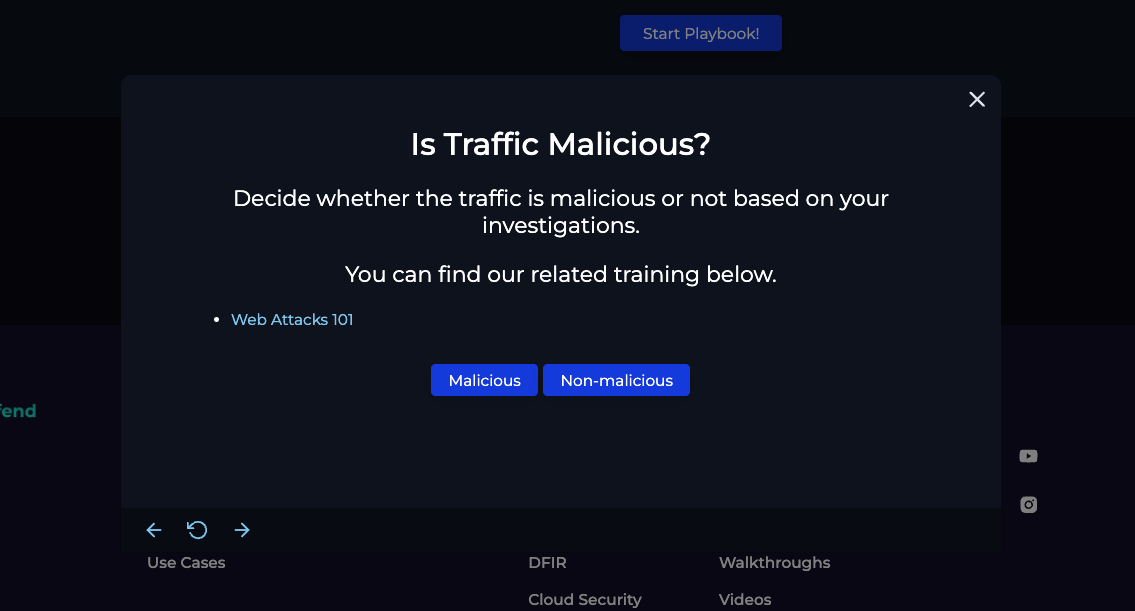 Start Playbook!
Is Traffic Malicious?
Decide whether the traffic is malicious or not based on your
investigations.
You can find our related training below.
Web Attacks 101
Malicious
Non-malicious
fend
Use Cases
DFIR
Walkthroughs
Cloud Security
Videos